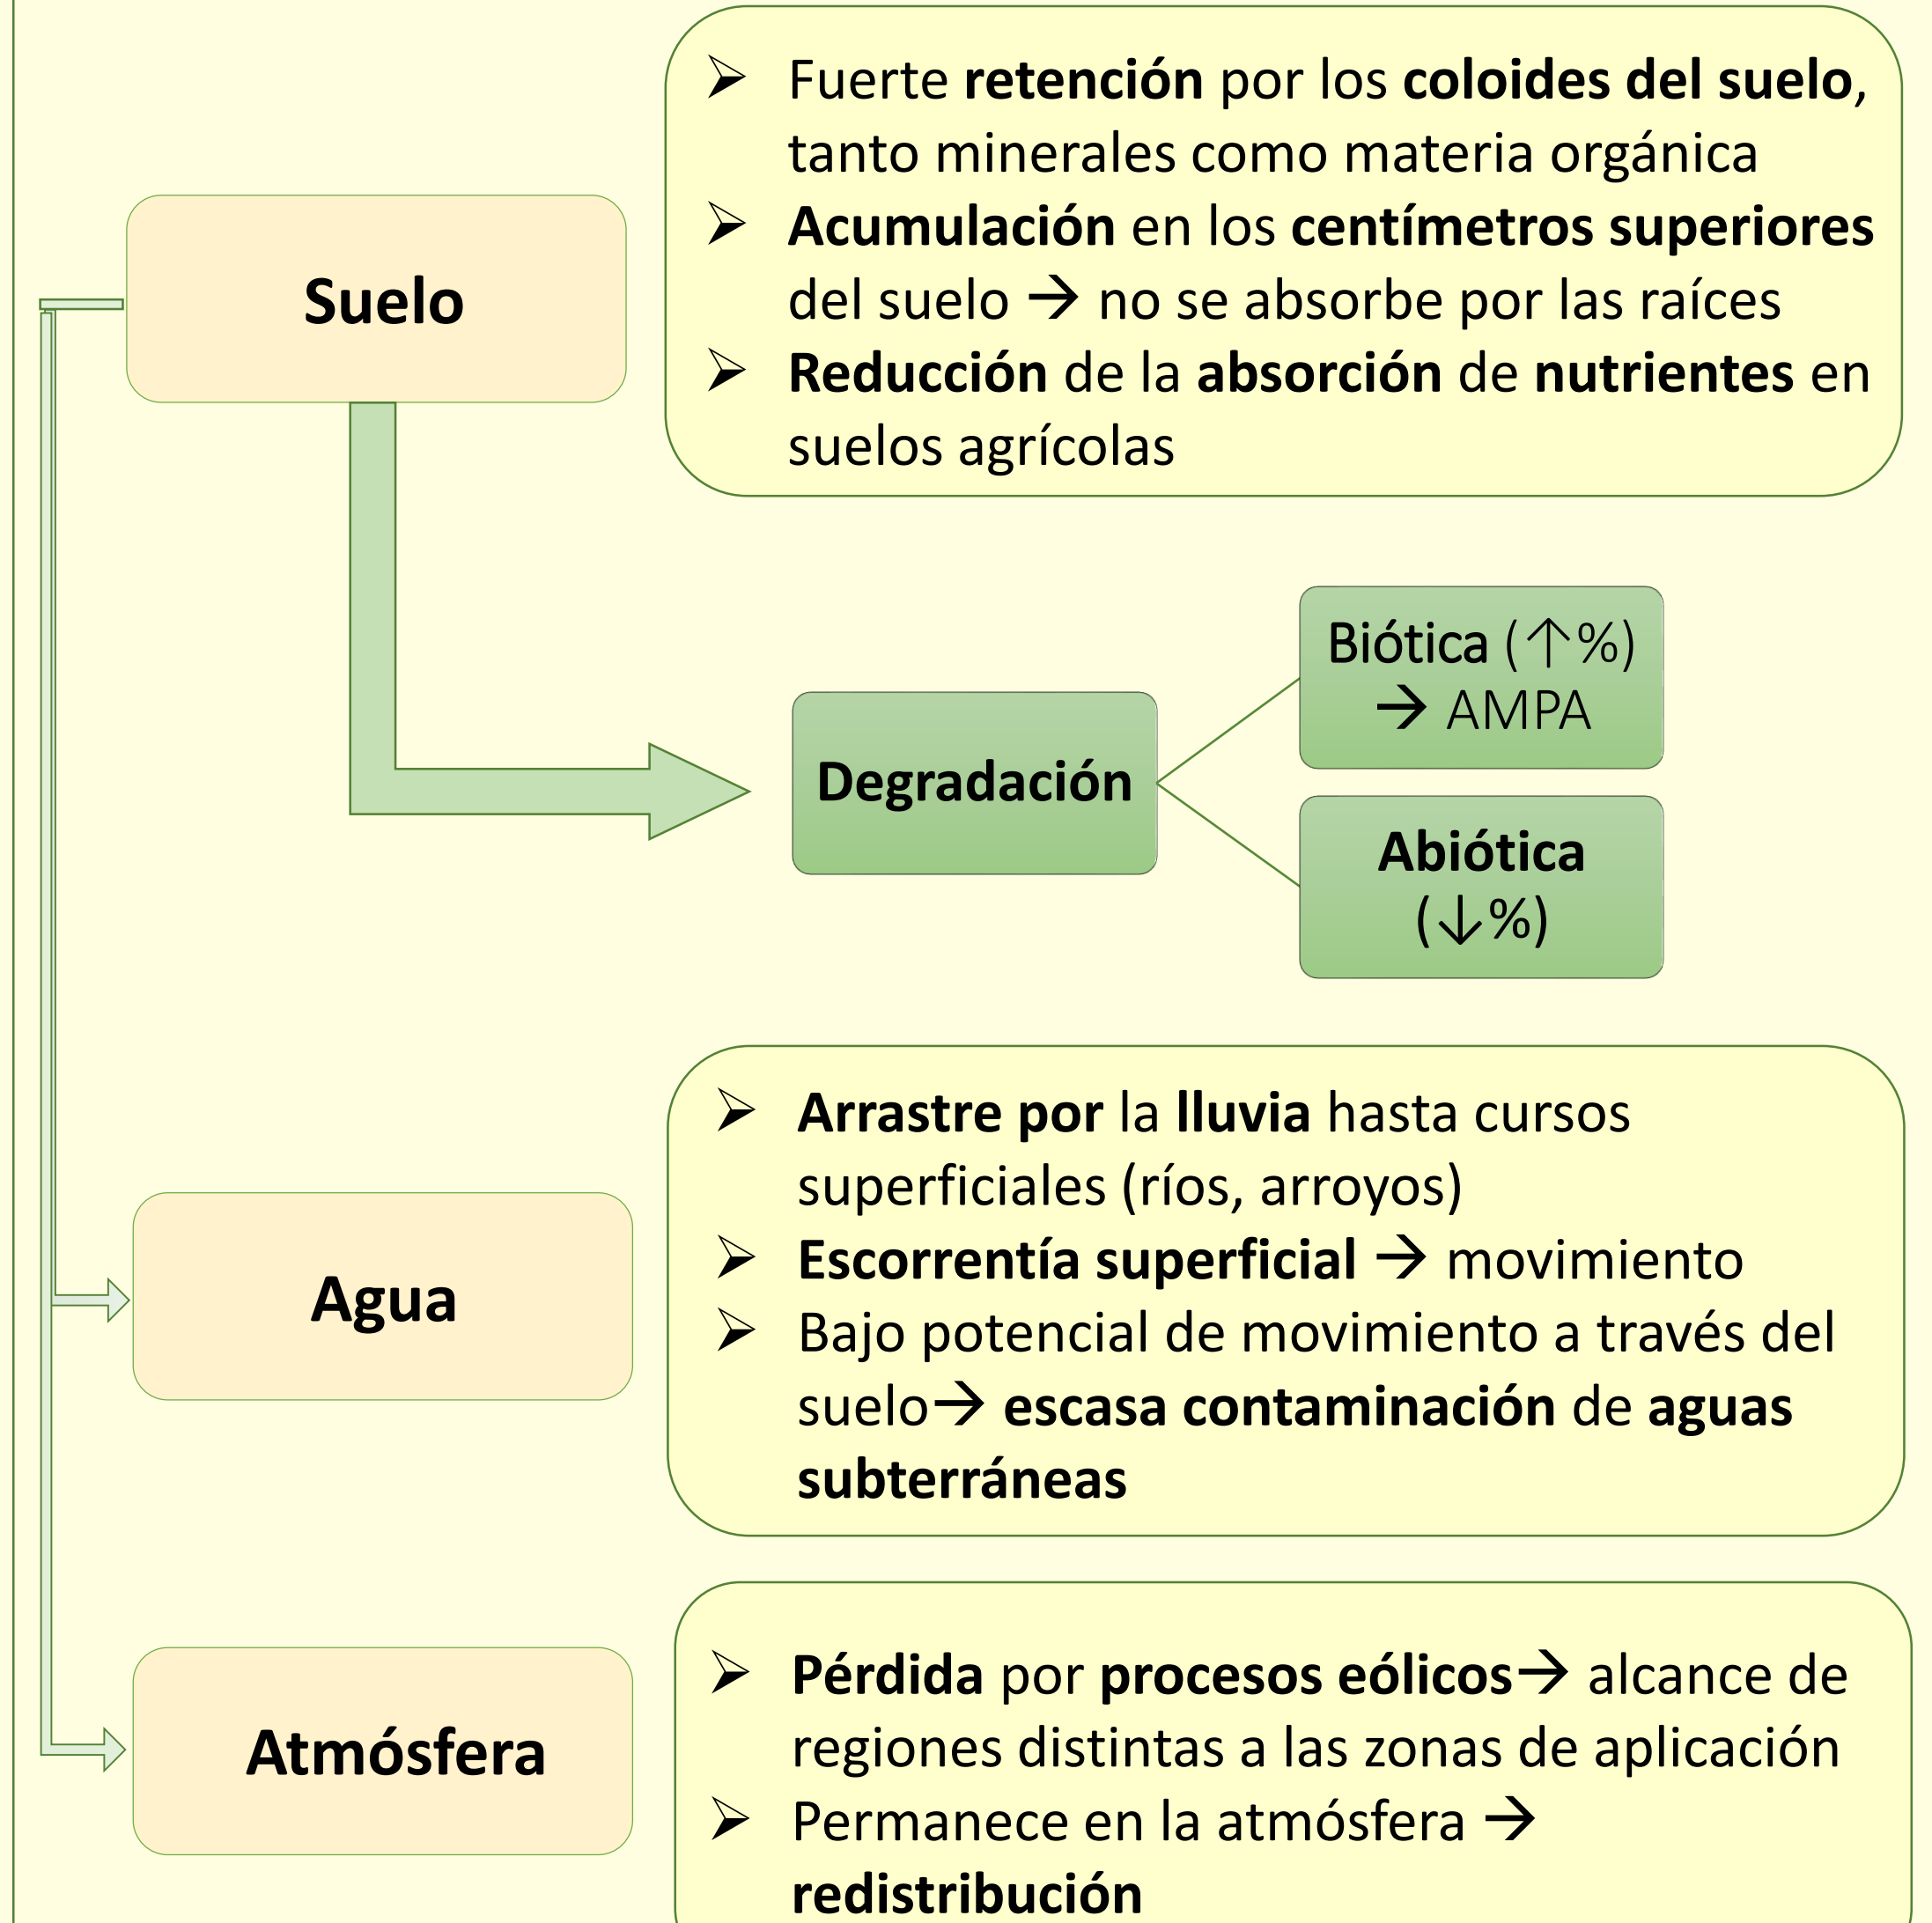 Suelo
➢ Fuerte retención por los coloides del suelo,
tanto minerales como materia orgánica
➢ Acumulación en los centímetros superiores
del suelo → no se absorbe por las raíces
➢ Reducción de la absorción de nutrientes en
suelos agrícolas
Degradación
Biótica (↑%)
→ AMPA
Abiótica
(↓%)
Agua
➢ Arrastre por la lluvia hasta cursos
superficiales (ríos, arroyos)
➢ Escorrentía superficial → movimiento
➢ Bajo potencial de movimiento a través del
suelo→ escasa contaminación de aguas
subterráneas
Atmósfera
➢ Pérdida por procesos eólicos→ alcance de
regiones distintas a las zonas de aplicación
➢ Permanece en la atmósfera →
redistribución